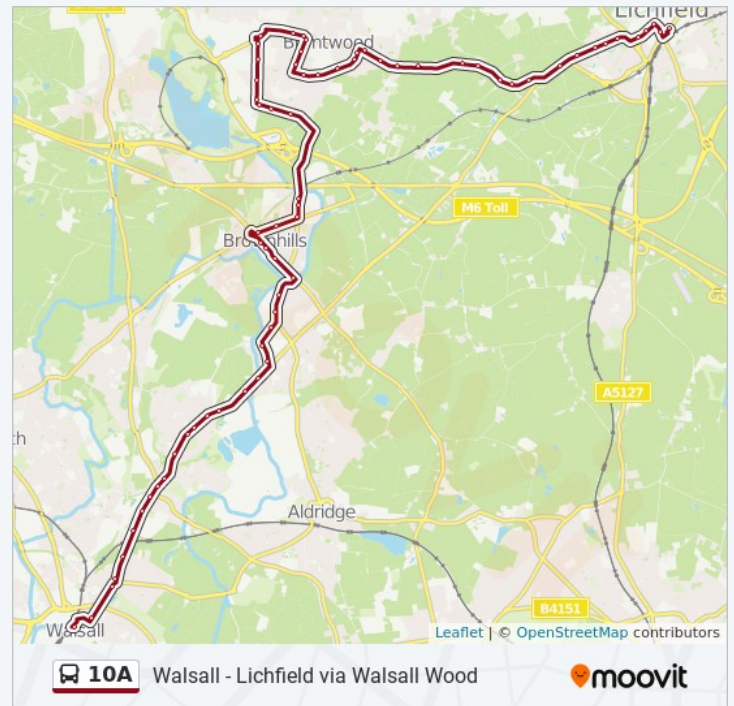 Lichfield
Burntwood
M6 Toll
Brownhills
A5127
th
Aldridge
B4151
Walsall
Leaflet | © OpenStreetMap contributors
10A Walsall - Lichfield via Walsall Wood
moovit